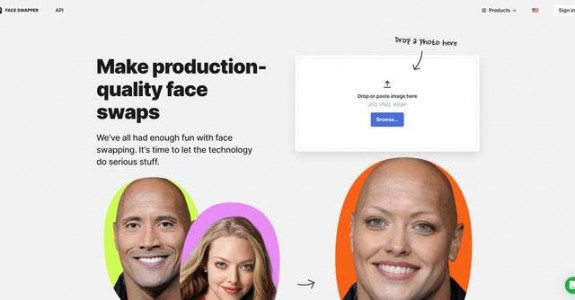 FACE SWAPPER
API
Products
Sign in
Drop a photo here
Make production-
quality face
swaps
We've all had enough fun with face
swapping. It's time to let the technology
do serious stuff.
Drop or paste image here
JPG, PNG, WEBP
Browse...